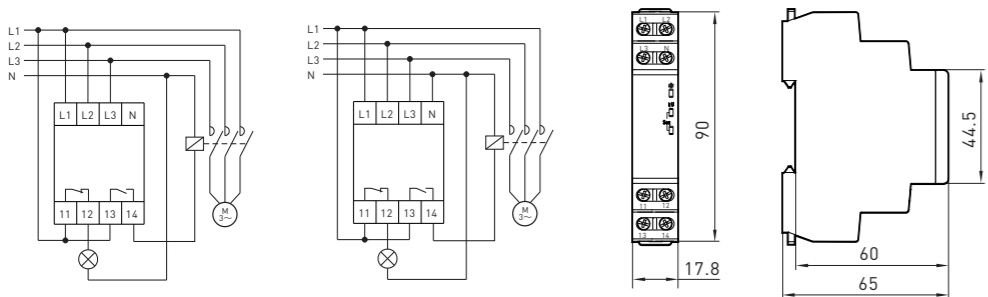 L1
L2
L3
N
L1 L2 L3 N
11 12 13 14
M
3~
L1
L2
L3
N
L1 L2 L3 N
11 12 13 14
M
3~
L1 L2
L3 N
11 12
13 14
90
17.8
44.5
60
65